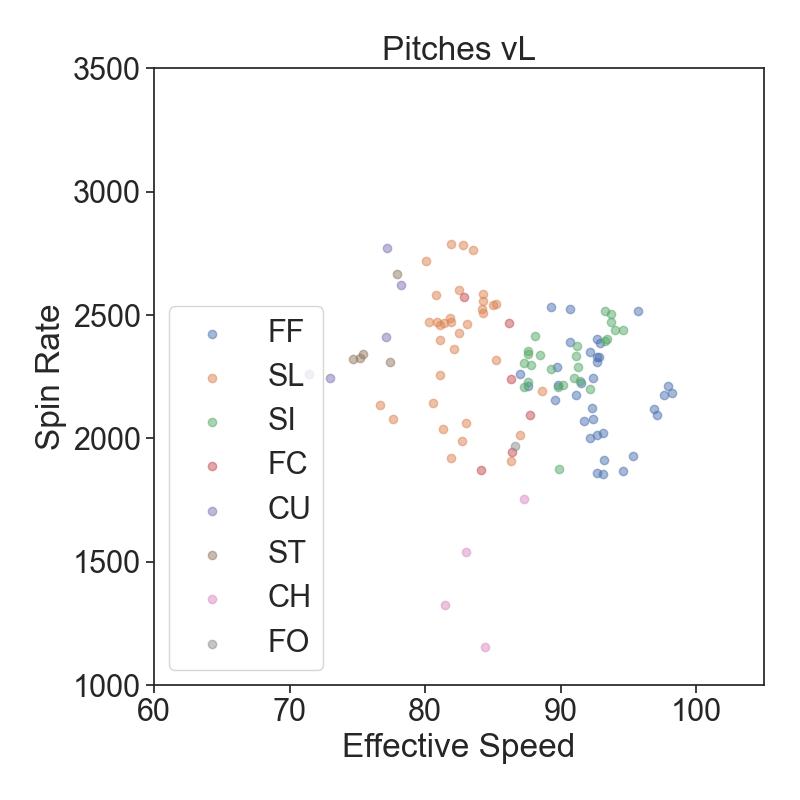 Pitches vL
3500
3000
2500
2000
1500
1000
Spin Rate
FF
SL
SI
FC
CU
ST
CH
FO
60 70 80 90 100
Effective Speed